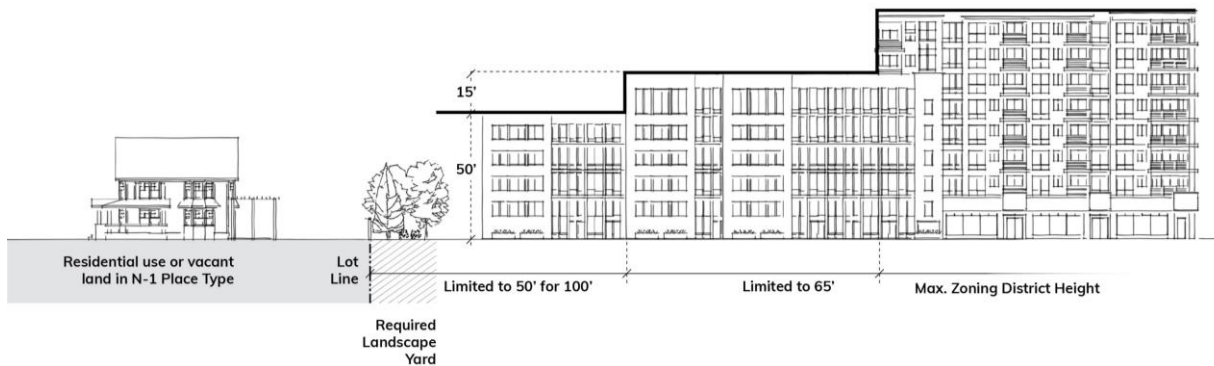 15'
50'
Residential use or vacant
land in N-1 Place Type
Lot
Line
Limited to 50' for 100'
Limited to 65'
Max. Zoning District Height
Required
Landscape
Yard